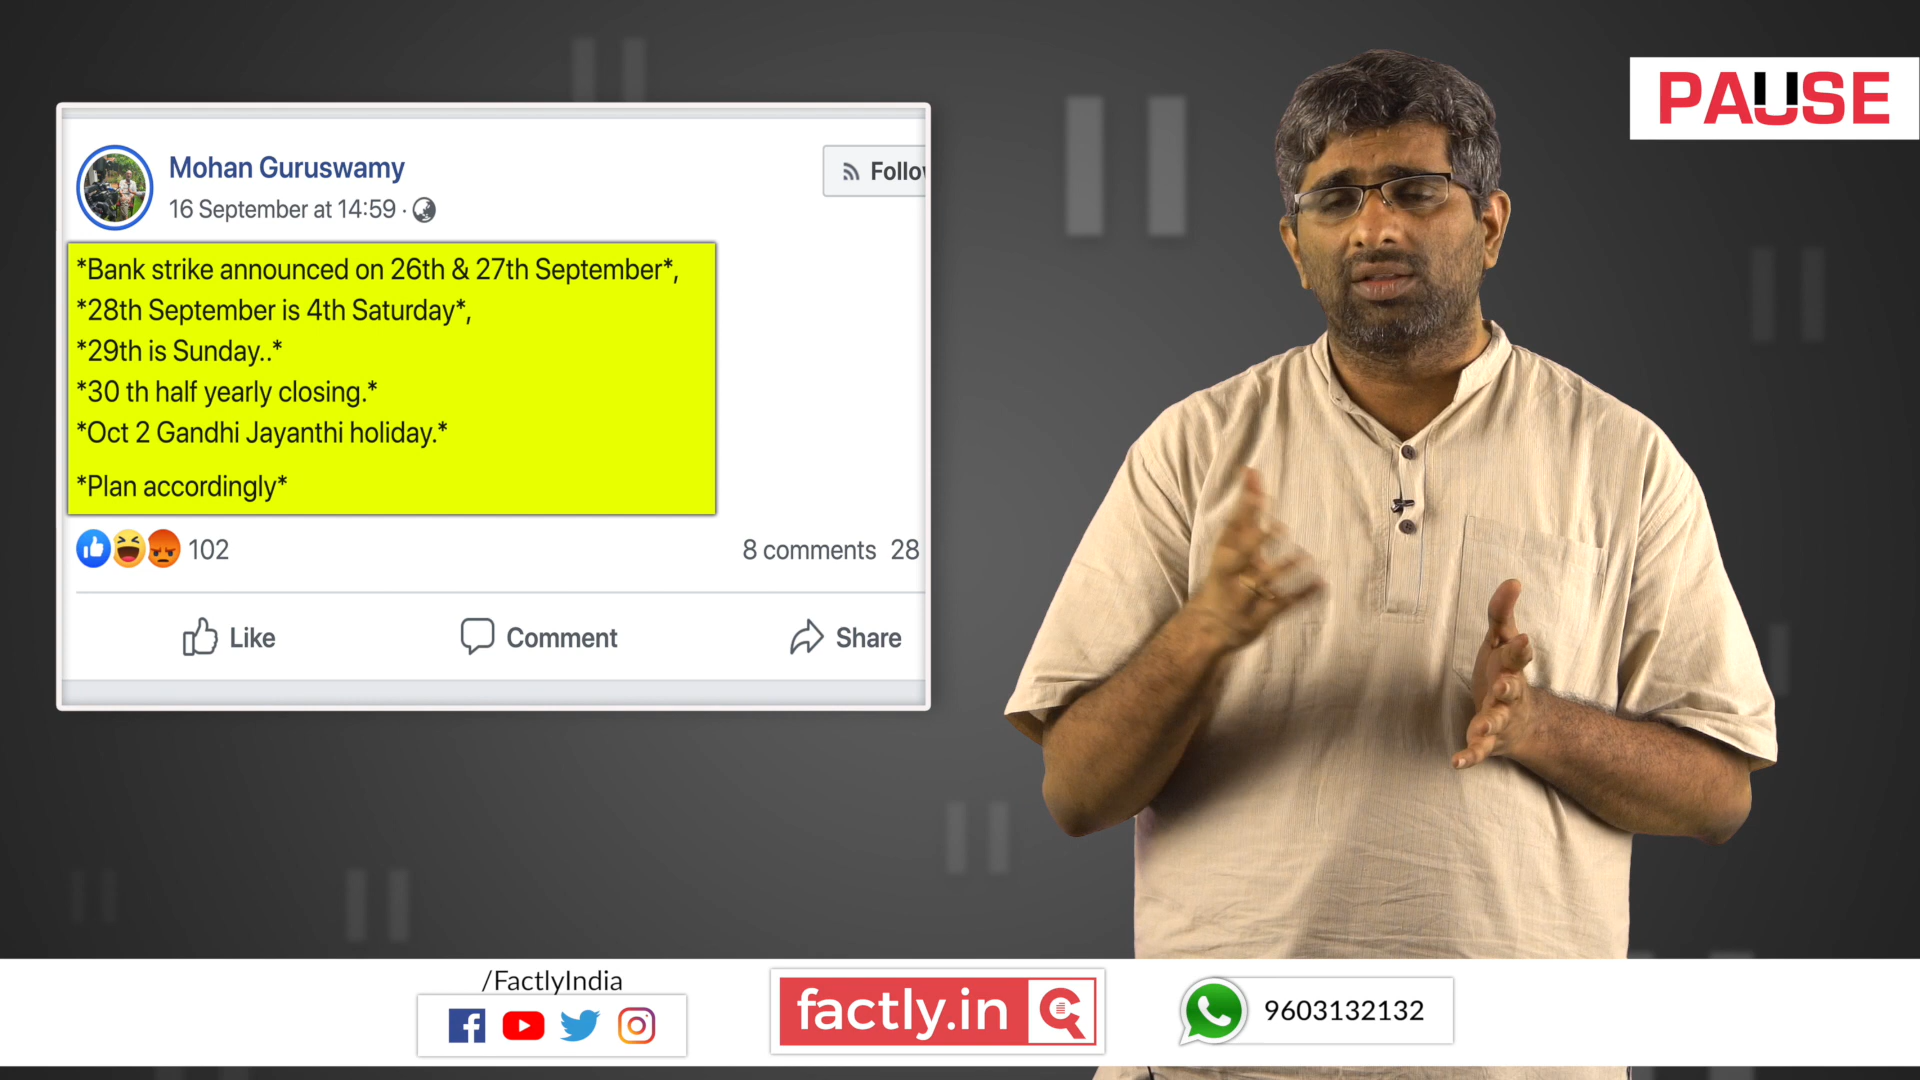 PAUSE
Mohan Guruswamy
16 September at 14:59 ·
Follo
*Bank strike announced on 26th & 27th September*,
*28th September is 4th Saturday*,
*29th is Sunday..*
*30 th half yearly closing.*
*Oct 2 Gandhi Jayanthi holiday.*
*Plan accordingly*
102
8 comments 28
Like
Comment
Share
/FactlyIndia
factly.in
9603132132